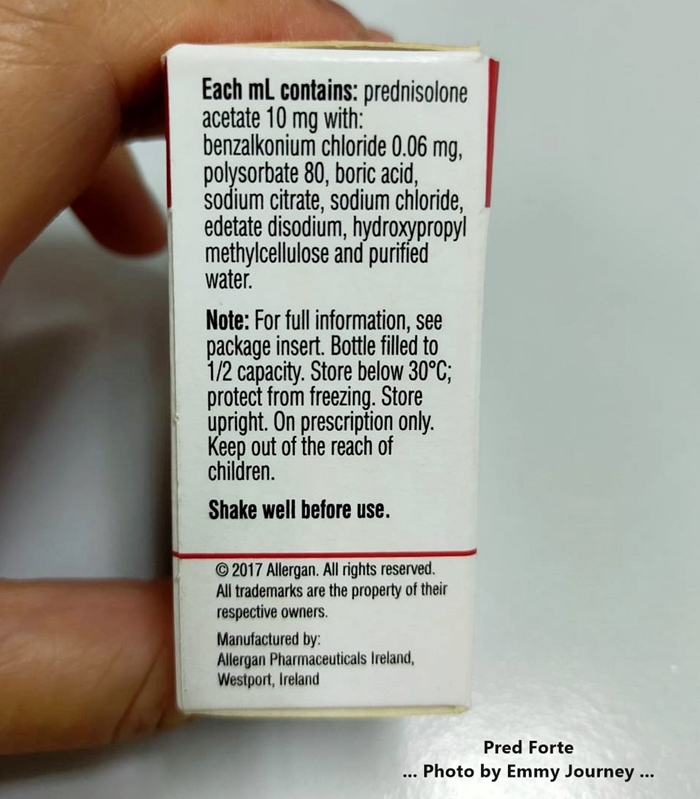 Each mL contains: prednisolone
acetate 10 mg with:
benzalkonium chloride 0.06 mg,
polysorbate 80, boric acid,
sodium citrate, sodium chloride,
edetate disodium, hydroxypropyl
methylcellulose and purified
water.
Note: For full information, see
package insert. Bottle filled to
1/2 capacity. Store below 30°C;
protect from freezing. Store
upright. On prescription only.
Keep out of the reach of
children.
Shake well before use.
© 2017 Allergan. All rights reserved.
All trademarks are the property of their
respective owners.
Manufactured by:
Allergan Pharmaceuticals Ireland,
Westport, Ireland
Pred Forte
... Photo by Emmy Journey ...